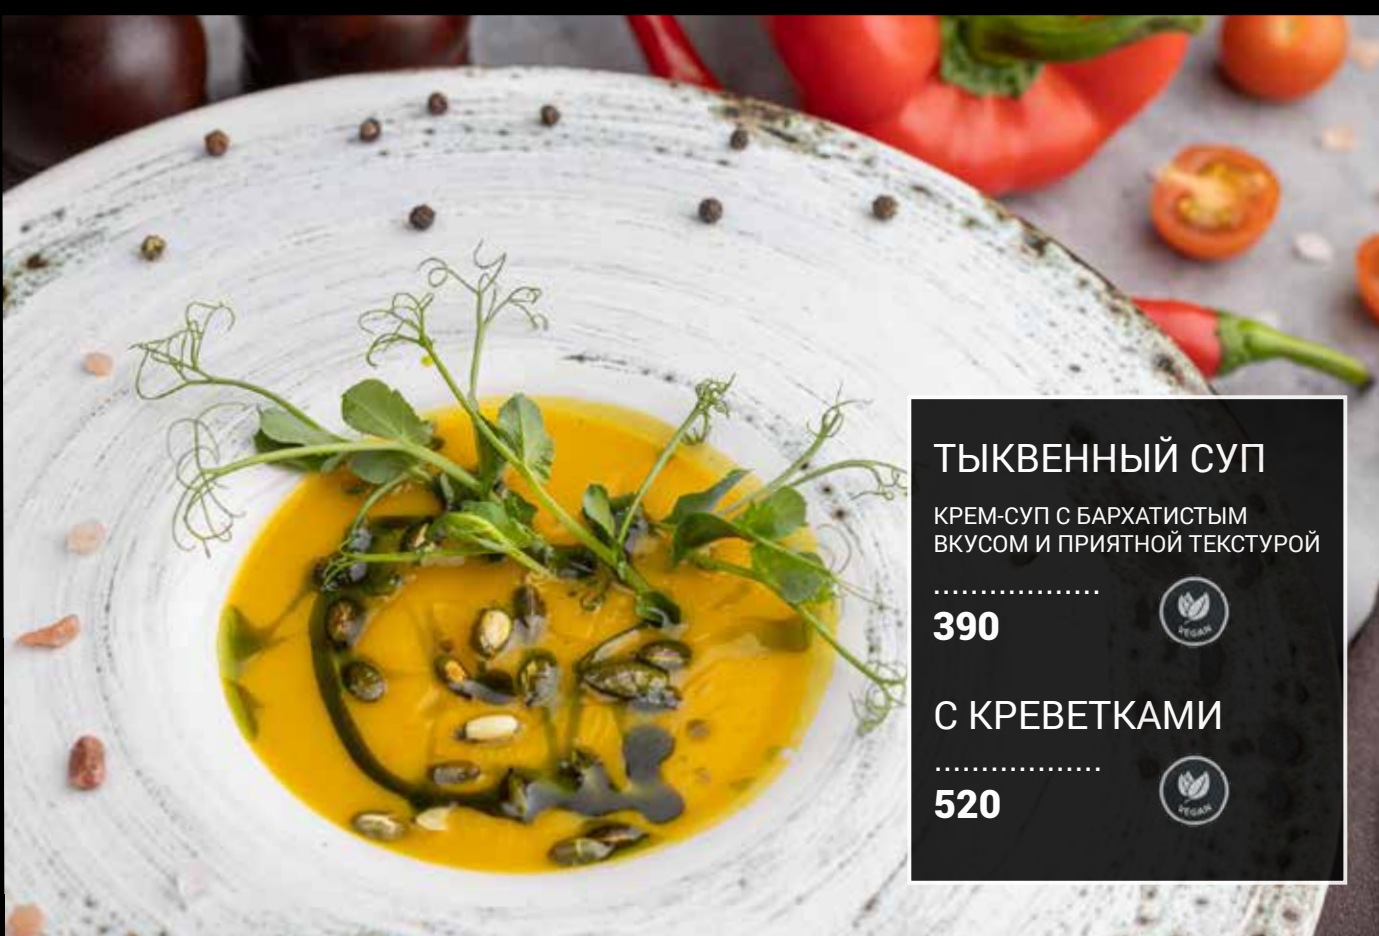 ТЫКВЕННЫЙ СУП
КРЕМ-СУП С БАРХАТИСТЫМ
ВКУСОМ И ПРИЯТНОЙ ТЕКСТУРОЙ
..................
390
VEGAN
С КРЕВЕТКАМИ
..................
520
VEGAN